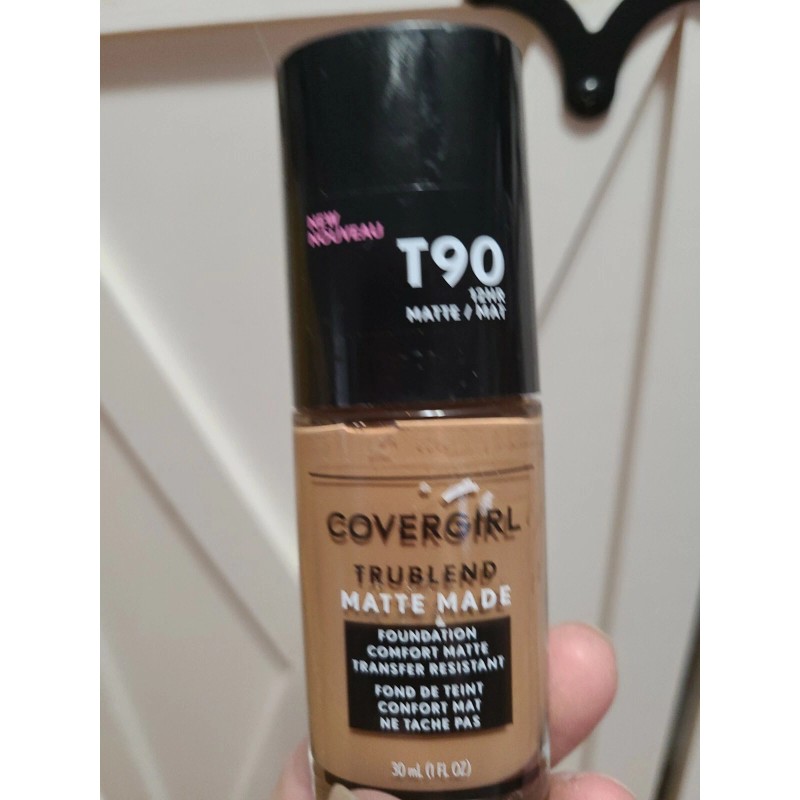 NEW
NOUVEAU
T90
12HR
MATTE / MAT
COVERGIRL
TRUBLEND
MATTE MADE
FOUNDATION
COMFORT MATTE
TRANSFER RESISTANT
FOND DE TEINT
CONFORT MAT
NE TACHE PAS
30 mL (1 FL OZ)